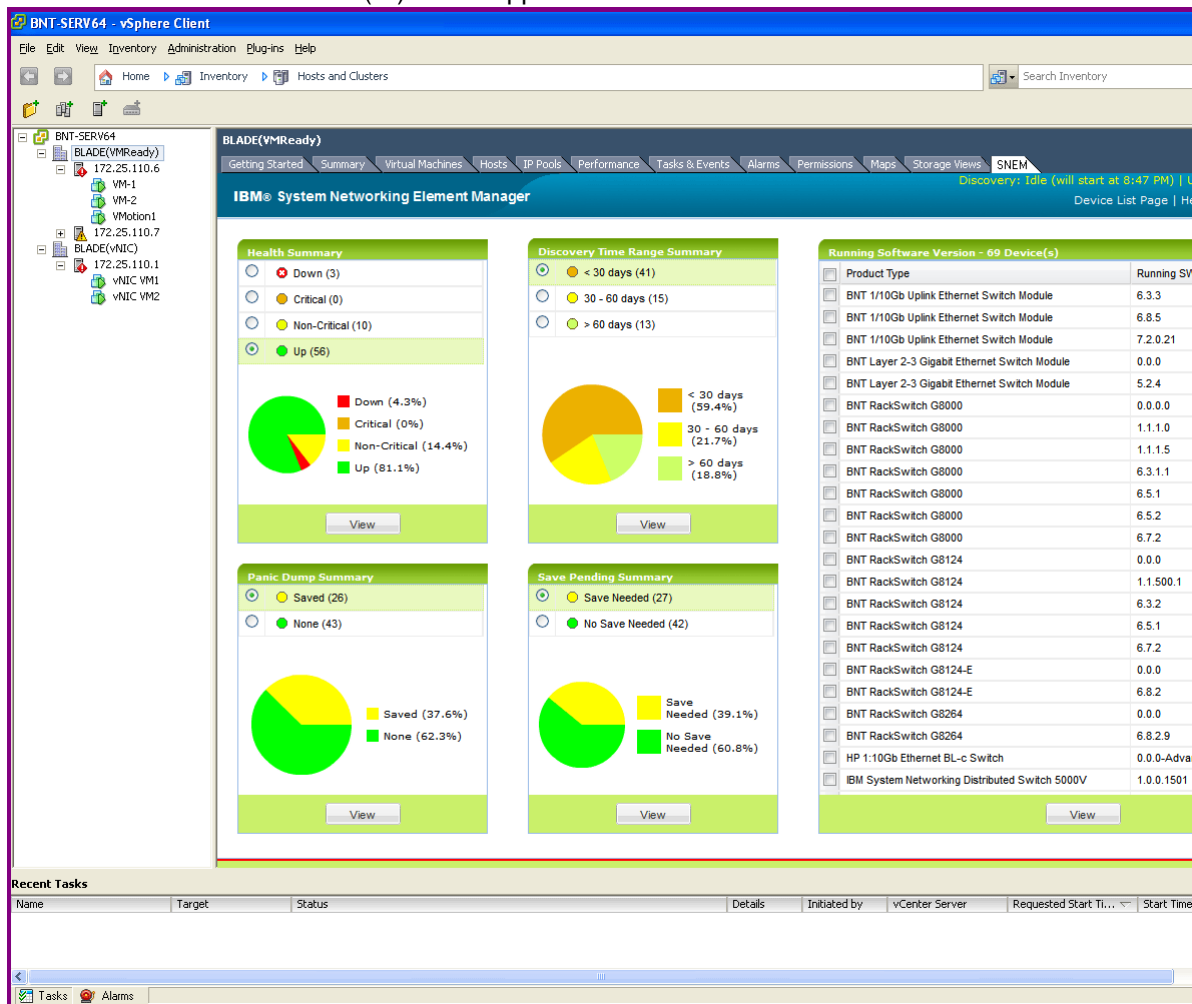 BNT-SERV64 - vSphere Client
File Edit View Inventory Administration Plug-ins Help
Home Inventory Hosts and Clusters Search Inventory
BNT-SERV64
BLADE(VMReady)
172.25.110.6
VM-1
VM-2
VMotion1
172.25.110.7
BLADE(vNIC)
172.25.110.1
vNIC VM1
vNIC VM2
BLADE(VMReady)
Getting Started Summary Virtual Machines Hosts IP Pools Performance Tasks & Events Alarms Permissions Maps Storage Views SNEM
Discovery: Idle (will start at 8:47 PM) | U
IBM® System Networking Element Manager
Device List Page | He
Health Summary
Down (3)
Critical (0)
Non-Critical (10)
Up (56)
Down (4.3%)
Critical (0%)
Non-Critical (14.4%)
Up (81.1%)
View
Discovery Time Range Summary
< 30 days (41)
30 - 60 days (15)
> 60 days (13)
< 30 days
(59.4%)
30 - 60 days
(21.7%)
> 60 days
(18.8%)
View
Panic Dump Summary
Saved (26)
None (43)
Saved (37.6%)
None (62.3%)
View
Save Pending Summary
Save Needed (27)
No Save Needed (42)
Save
Needed (39.1%)
No Save
Needed (60.8%)
View
Running Software Version - 69 Device(s)
Product Type Running SW
BNT 1/10Gb Uplink Ethernet Switch Module 6.3.3
BNT 1/10Gb Uplink Ethernet Switch Module 6.8.5
BNT 1/10Gb Uplink Ethernet Switch Module 7.2.0.21
BNT Layer 2-3 Gigabit Ethernet Switch Module 0.0.0
BNT Layer 2-3 Gigabit Ethernet Switch Module 5.2.4
BNT RackSwitch G8000 0.0.0.0
BNT RackSwitch G8000 1.1.1.0
BNT RackSwitch G8000 1.1.1.5
BNT RackSwitch G8000 6.3.1.1
BNT RackSwitch G8000 6.5.1
BNT RackSwitch G8000 6.5.2
BNT RackSwitch G8000 6.7.2
BNT RackSwitch G8124 0.0.0
BNT RackSwitch G8124 1.1.500.1
BNT RackSwitch G8124 6.3.2
BNT RackSwitch G8124 6.5.1
BNT RackSwitch G8124 6.7.2
BNT RackSwitch G8124-E 0.0.0
BNT RackSwitch G8124-E 6.8.2
BNT RackSwitch G8264 0.0.0
BNT RackSwitch G8264 6.8.2.9
HP 1:10Gb Ethernet BL-c Switch 0.0.0-Adva
IBM System Networking Distributed Switch 5000V 1.0.0.1501
View
Recent Tasks
Name Target Status Details Initiated by vCenter Server Requested Start Ti... Start Time
Tasks Alarms